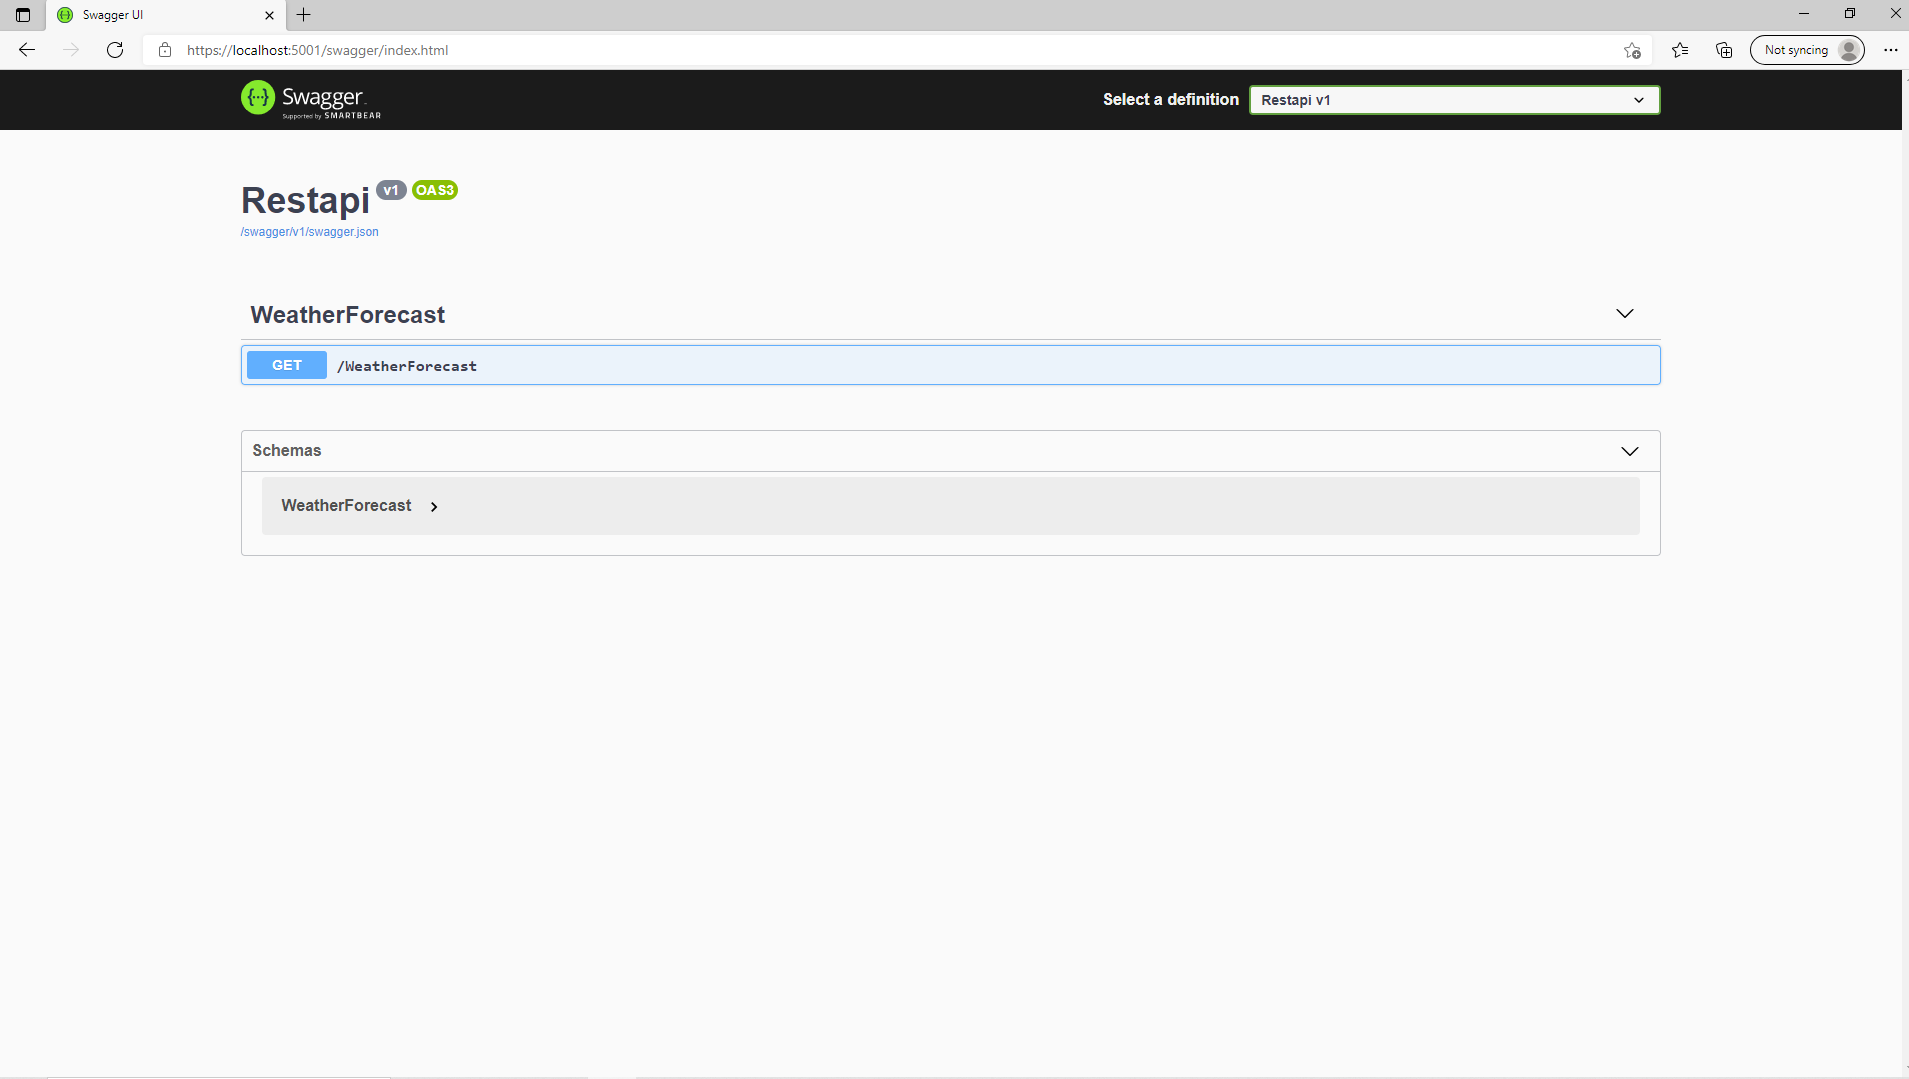 Swagger UI
https://localhost:5001/swagger/index.html
Not syncing
Swagger
Supported by SMARTBEAR
Select a definition
Restapi v1
Restapi v1 OAS3
/swagger/v1/swagger.json
WeatherForecast
GET /WeatherForecast
Schemas
WeatherForecast